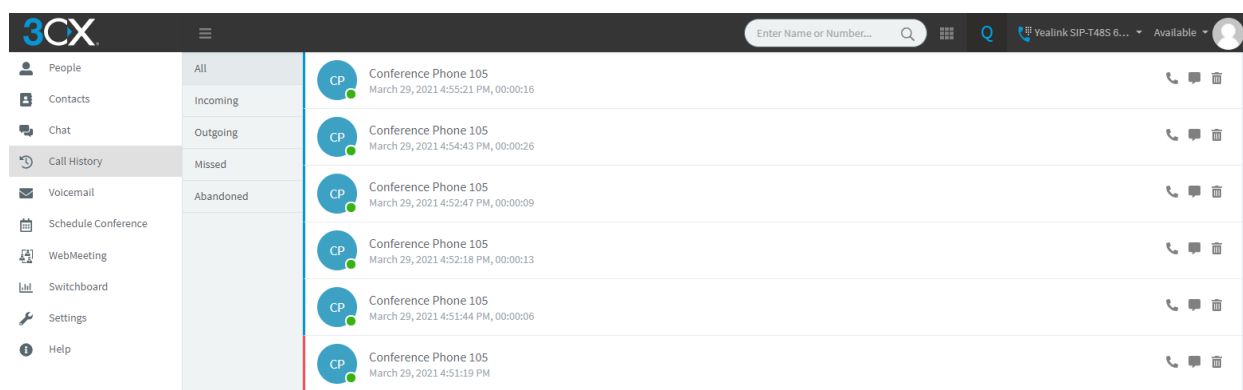 3CX
Enter Name or Number...
Q
Yealink SIP-T48S 6...
Available
People
Contacts
Chat
Call History
Voicemail
Schedule Conference
WebMeeting
Switchboard
Settings
Help
All
Incoming
Outgoing
Missed
Abandoned
CP
Conference Phone 105
March 29, 2021 4:55:21 PM, 00:00:16
CP
Conference Phone 105
March 29, 2021 4:54:43 PM, 00:00:26
CP
Conference Phone 105
March 29, 2021 4:52:47 PM, 00:00:09
CP
Conference Phone 105
March 29, 2021 4:52:18 PM, 00:00:13
CP
Conference Phone 105
March 29, 2021 4:51:44 PM, 00:00:06
CP
Conference Phone 105
March 29, 2021 4:51:19 PM